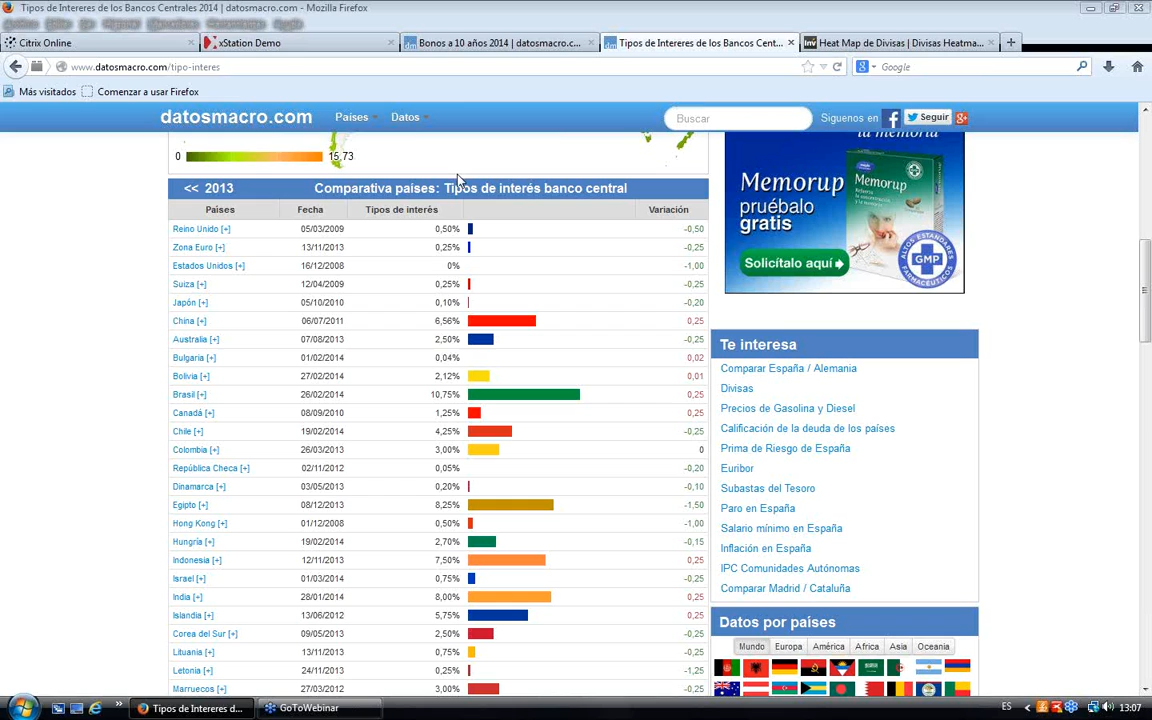 Tipos de Intereres de los Bancos Centrales 2014 | datosmacro.com - Mozilla Firefox
Citrix Online × xStation Demo × Bonos a 10 años 2014 | datosmacro.c... × Tipos de Intereres de los Bancos Cent... × Heat Map de Divisas | Divisas Heatma... × +
www.datosmacro.com/tipo-interes Google
Más visitados Comenzar a usar Firefox
datosmacro.com Países Datos Buscar Siguenos en Seguir
0 15,73
<< 2013 Comparativa paises: Tipos de interés banco central
Paises Fecha Tipos de interés Variación
Reino Unido [+] 05/03/2009 0,50% -0,50
Zona Euro [+] 13/11/2013 0,25% -0,25
Estados Unidos [+] 16/12/2008 0% -1,00
Suiza [+] 12/04/2009 0,25% -0,25
Japón [+] 05/10/2010 0,10% -0,20
China [+] 06/07/2011 6,56% 0,25
Australia [+] 07/08/2013 2,50% -0,25
Bulgaria [+] 01/02/2014 0,04% 0,02
Bolivia [+] 27/02/2014 2,12% 0,01
Brasil [+] 26/02/2014 10,75% 0,25
Canadá [+] 08/09/2010 1,25% 0,25
Chile [+] 19/02/2014 4,25% -0,25
Colombia [+] 26/03/2013 3,00% 0
República Checa [+] 02/11/2012 0,05% -0,20
Dinamarca [+] 03/05/2013 0,20% -0,10
Egipto [+] 08/12/2013 8,25% -1,50
Hong Kong [+] 01/12/2008 0,50% -1,00
Hungría [+] 19/02/2014 2,70% -0,15
Indonesia [+] 12/11/2013 7,50% 0,25
Israel [+] 01/03/2014 0,75% -0,25
India [+] 28/01/2014 8,00% 0,25
Islandia [+] 13/06/2012 5,75% 0,25
Corea del Sur [+] 09/05/2013 2,50% -0,25
Lituania [+] 13/11/2013 0,75% -0,25
Letonia [+] 24/11/2013 0,25% -1,25
Marruecos [+] 27/03/2012 3,00% -0,25
la memoria
Memorup
pruébalo
gratis
Solicítalo aquí
Memorup
ALTOS ESTANDARES
GMP
FARMACÉUTICOS
Te interesa
Comparar España / Alemania
Divisas
Precios de Gasolina y Diesel
Calificación de la deuda de los países
Prima de Riesgo de España
Euribor
Subastas del Tesoro
Paro en España
Salario mínimo en España
Inflación en España
IPC Comunidades Autónomas
Comparar Madrid / Cataluña
Datos por países
Mundo Europa América Africa Asia Oceania
Tipos de Intereres d... GoToWebinar ES 13:07